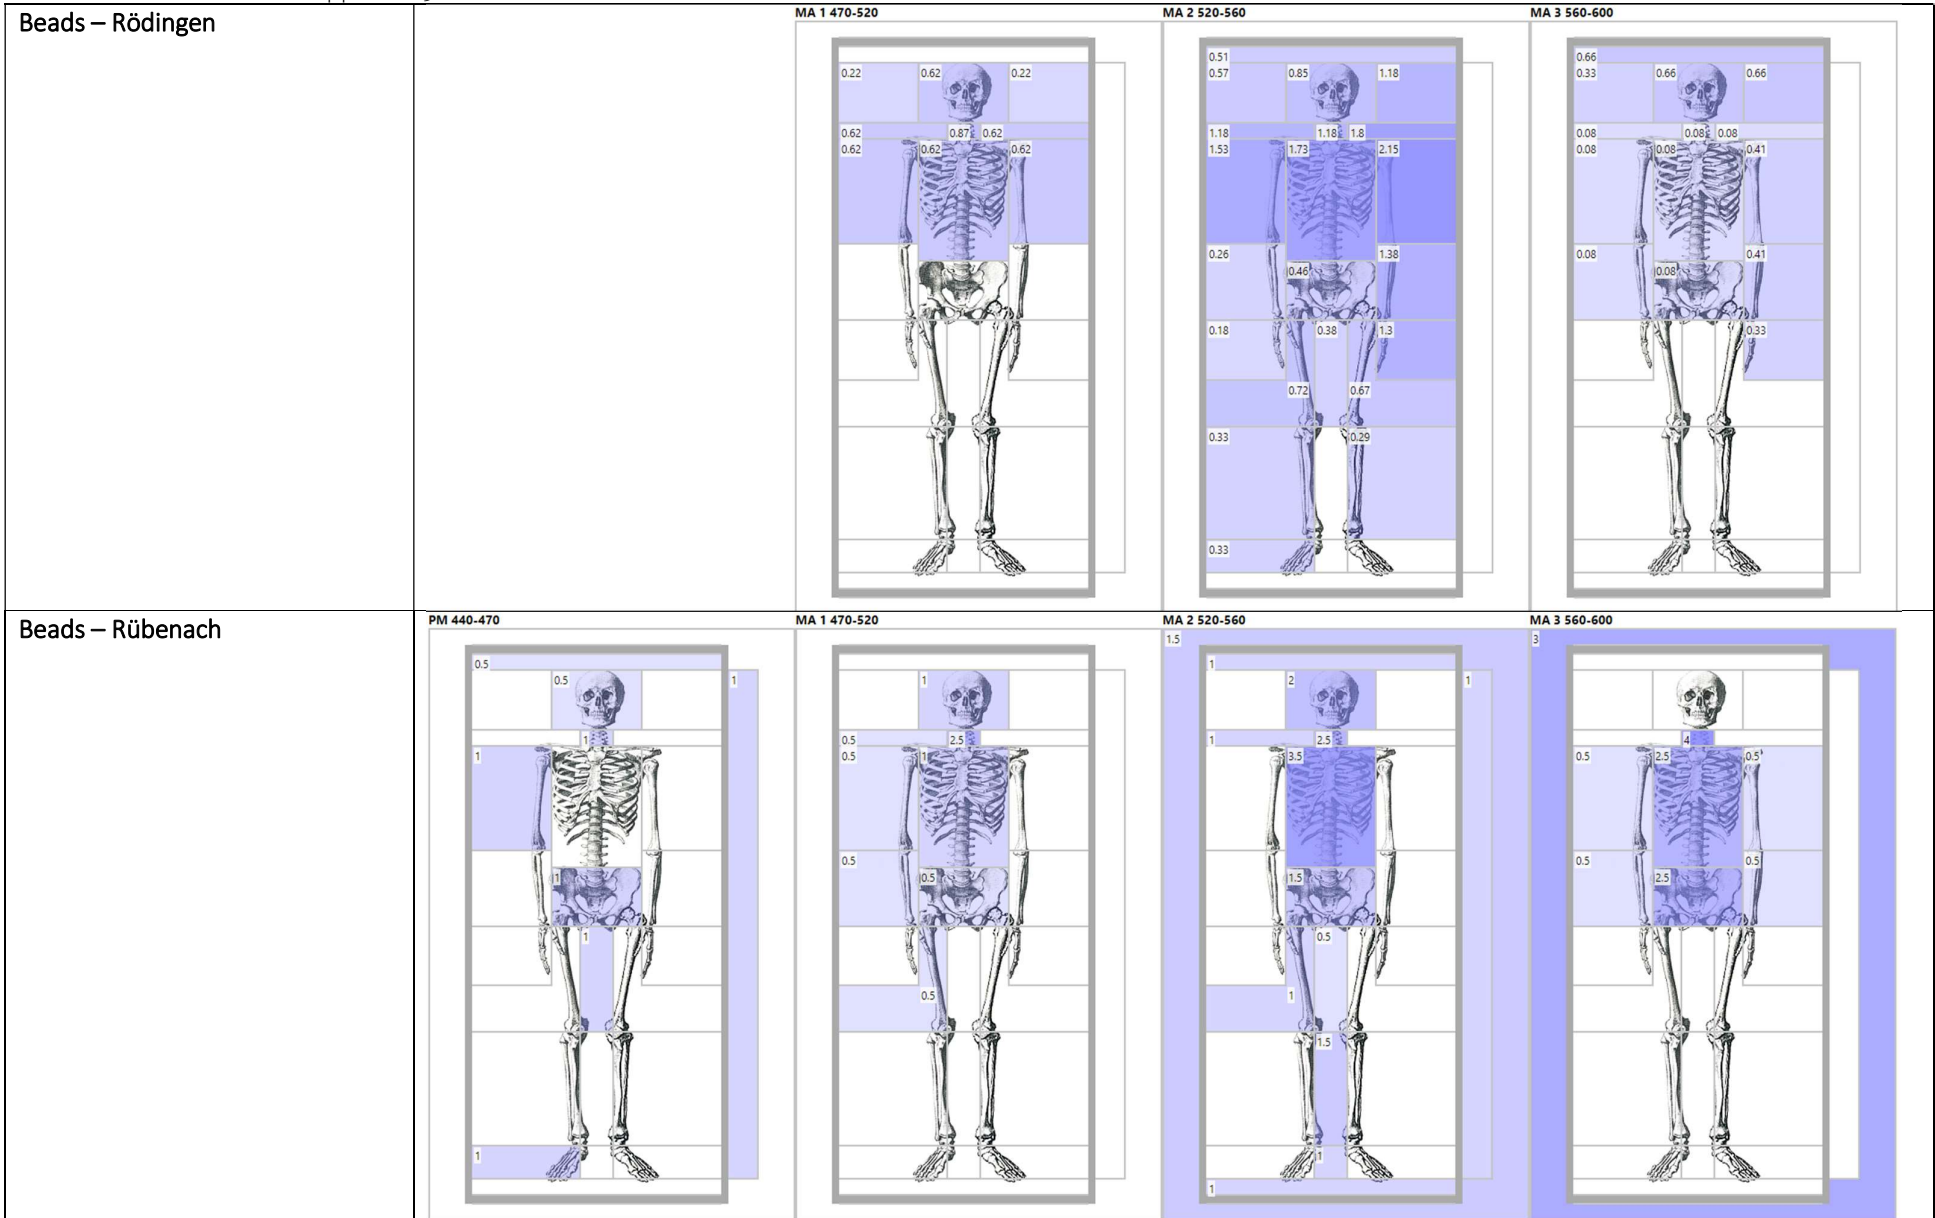 Beads – Rödingen
MA 1 470-520
0.22 0.62 0.22
0.62 0.87 0.62
0.62 0.62 0.62
MA 2 520-560
0.51
0.57 0.85 1.18
1.18 1.18 1.8
1.53 1.73 2.15
0.26 1.38
0.46
0.18 0.38 1.3
0.72 0.67
0.33 0.29
0.33
MA 3 560-600
0.66
0.33 0.66 0.66
0.08 0.08 0.08
0.08 0.08 0.41
0.08 0.41
0.08
0.33
Beads – Rübenach
PM 440-470
0.5
0.5 1
1
1
1
1
1
MA 1 470-520
1
0.5 2.5
0.5 1
0.5
0.5
0.5
MA 2 520-560
1.5
1
2 1
1 2.5
3.5
1.5
0.5
1
1.5
1
1
MA 3 560-600
3
4
0.5 2.5 0.5
0.5 0.5
2.5